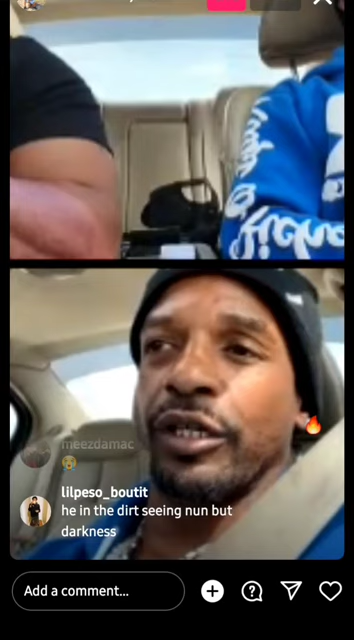 meezdamac
😭
🔥
lilpeso_boutit
he in the dirt seeing nun but
darkness
Add a comment...